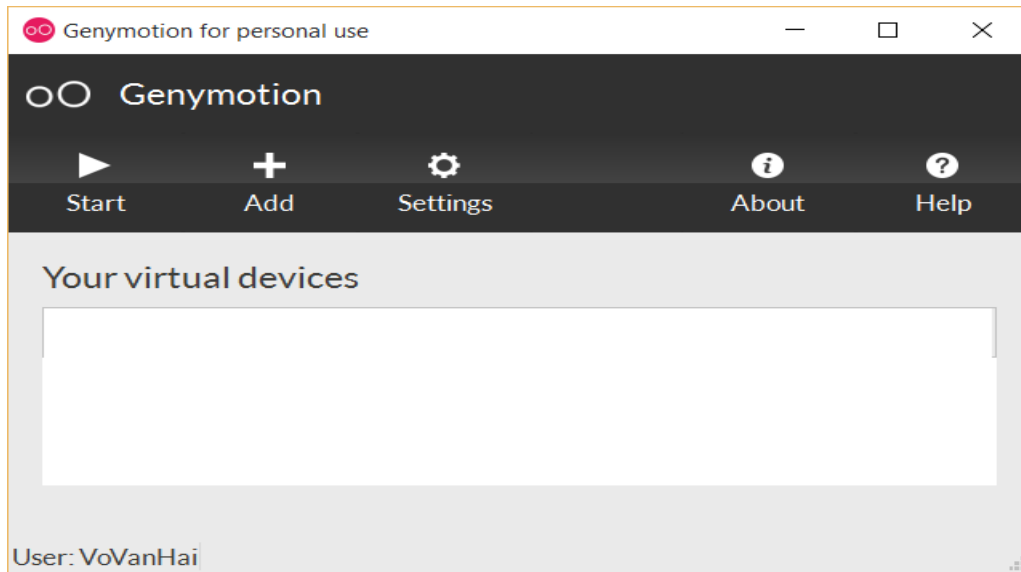 Genymotion for personal use
Genymotion
Start Add Settings About Help
Your virtual devices
User: VoVanHai